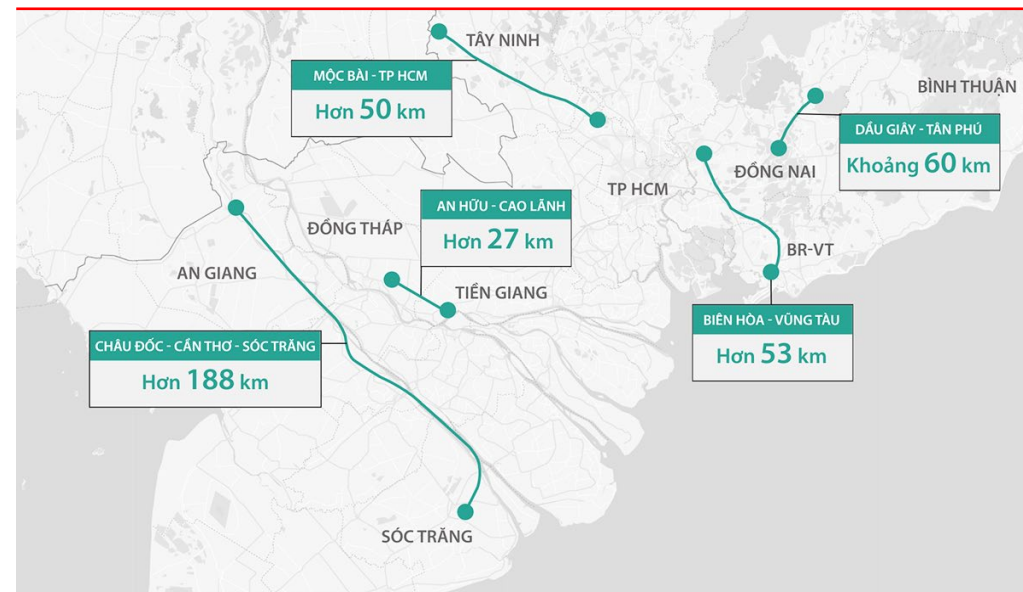 TÂY NINH
MỘC BÀI - TP HCM
Hơn 50 km
BÌNH THUẬN
DẦU GIÂY - TÂN PHÚ
Khoảng 60 km
ĐỒNG NAI
TP HCM
AN HỮU - CAO LÃNH
Hơn 27 km
ĐỒNG THÁP
BR-VT
AN GIANG
TIỀN GIANG
BIÊN HÒA - VŨNG TÀU
Hơn 53 km
CHÂU ĐỐC - CẦN THƠ - SÓC TRĂNG
Hơn 188 km
SÓC TRĂNG